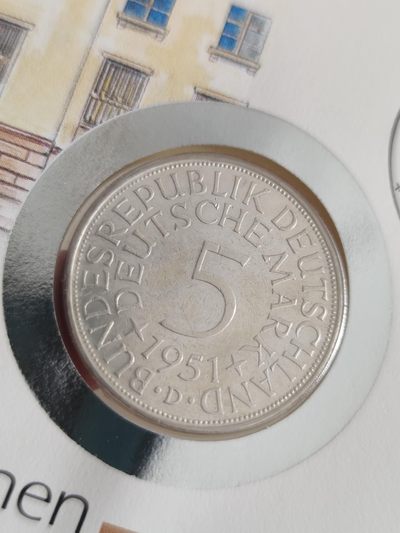 BUNDESREPUBLIK DEUTSCHLAND
DEUTSCHE MARK
5
1951
D
nen